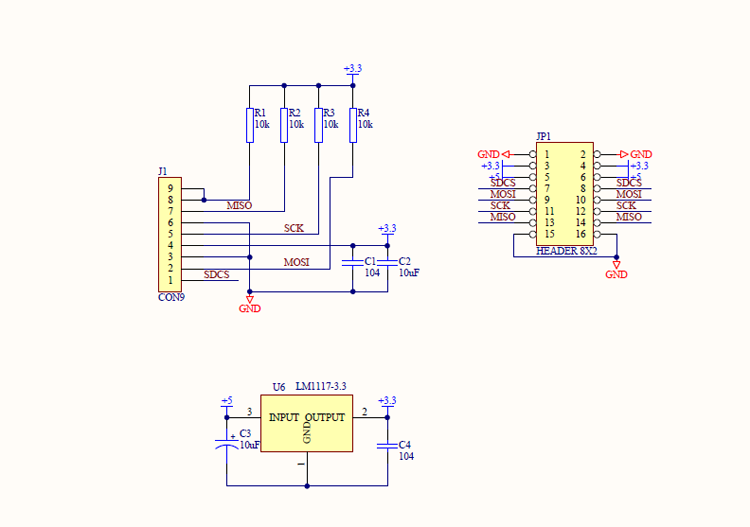 +3.3
R1 R2 R3 R4
10k 10k 10k 10k
J1
9
8
7 MISO
6
5 SCK
4
3
2 MOSI
1 SDCS
CON9
+3.3
C1 C2
104 10uF
GND
JP1
GND 1 2 GND
+3.3 3 4 +3.3
+5 5 6 +5
SDCS 7 8 SDCS
MOSI 9 10 MOSI
SCK 11 12 SCK
MISO 13 14 MISO
15 16
HEADER 8X2
GND
U6 LM1117-3.3
+5
3 INPUT OUTPUT 2
GND
1
+3.3
+ C3
10uF
C4
104